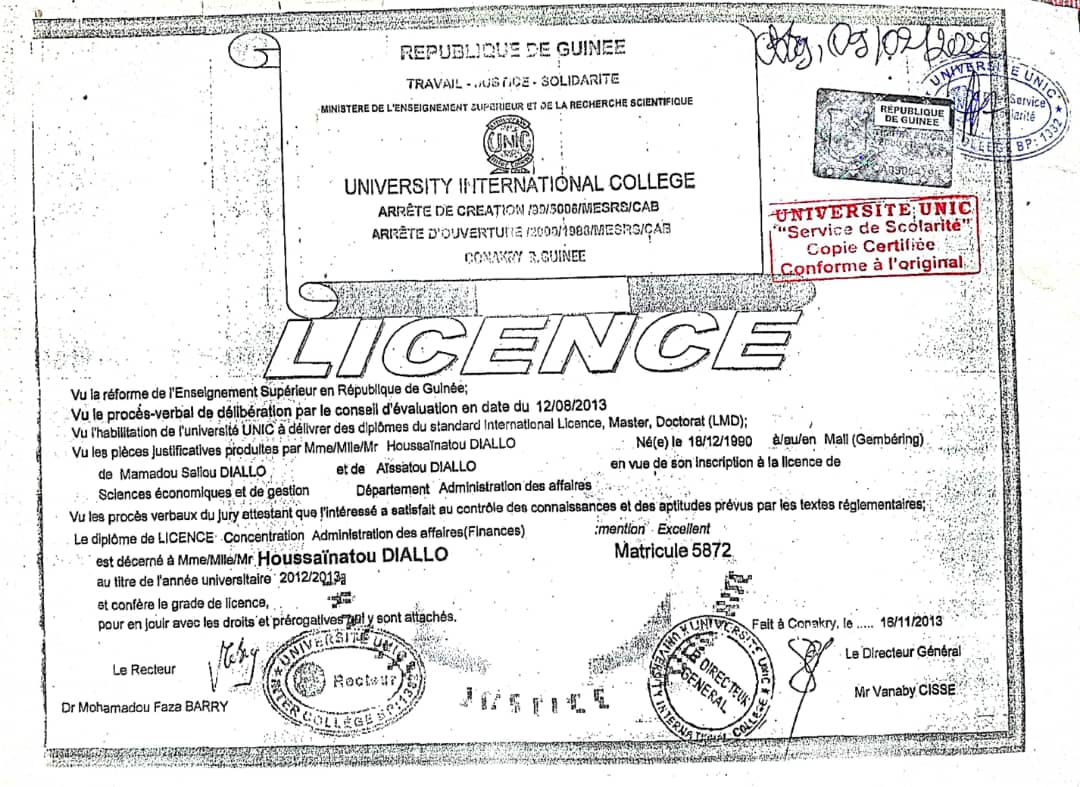 REPUBLIQUE DE GUINEE
TRAVAIL - JUSTICE - SOLIDARITE
MINISTERE DE L'ENSEIGNEMENT SUPERIEUR ET DE LA RECHERCHE SCIENTIFIQUE
UNIC
UNIVERSITY INTERNATIONAL COLLEGE
ARRÊTE DE CREATION /99/5006/MESRS/CAB
ARRÊTE D'OUVERTURE /2000/1988/MESRS/CAB
CONAKRY R.GUINEE
09/02/2022
UNIVERSITE UNIC
Service
COLLEGE BP: 1332
REPUBLIQUE
DE GUINEE
UNIVERSITE UNIC
"Service de Scolarité"
Copie Certifiée
Conforme à l'original
LICENCE
Vu la réforme de l'Enseignement Supérieur en République de Guinée;
Vu le procés-verbal de délibération par le conseil d'évaluation en date du 12/08/2013
Vu l'habilitation de l'université UNIC à délivrer des diplômes du standard International Licence, Master, Doctorat (LMD);
Vu les pièces justificatives produites par Mme/Mlle/Mr Houssaïnatou DIALLO Né(e) le 18/12/1990 à/au/en Mali (Gembéring)
de Mamadou Saliou DIALLO et de Aïssatou DIALLO en vue de son inscription à la licence de
Sciences économiques et de gestion Département Administration des affaires
Vu les procès verbaux du jury attestant que l'intéressé a satisfait au contrôle des connaissances et des aptitudes prévus par les textes réglementaires;
Le diplôme de LICENCE Concentration Administration des affaires(Finances) :mention Excellent
est décerné à Mme/Mlle/Mr Houssaïnatou DIALLO Matricule 5872
au titre de l'année universitaire 2012/2013
et confère le grade de licence,
pour en jouir avec les droits et prérogatives qui y sont attachés.
Fait à Conakry, le ..... 16/11/2013
Le Recteur
UNIVERSITE UNIC
Recteur
INTER COLLEGE BP:1332
JUSTICE
UNIVERSITE UNIC
DIRECTEUR
GENERAL
UNIVERSITY INTERNATIONAL COLLEGE
Le Directeur Général
Dr Mohamadou Faza BARRY
Mr Vanaby CISSE